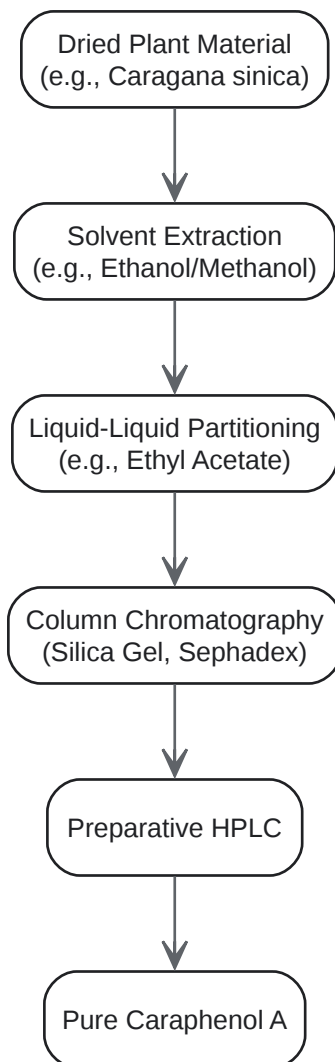 Dried Plant Material
(e.g., Caragana sinica)
Solvent Extraction
(e.g., Ethanol/Methanol)
Liquid-Liquid Partitioning
(e.g., Ethyl Acetate)
Column Chromatography
(Silica Gel, Sephadex)
Preparative HPLC
Pure Caraphenol A